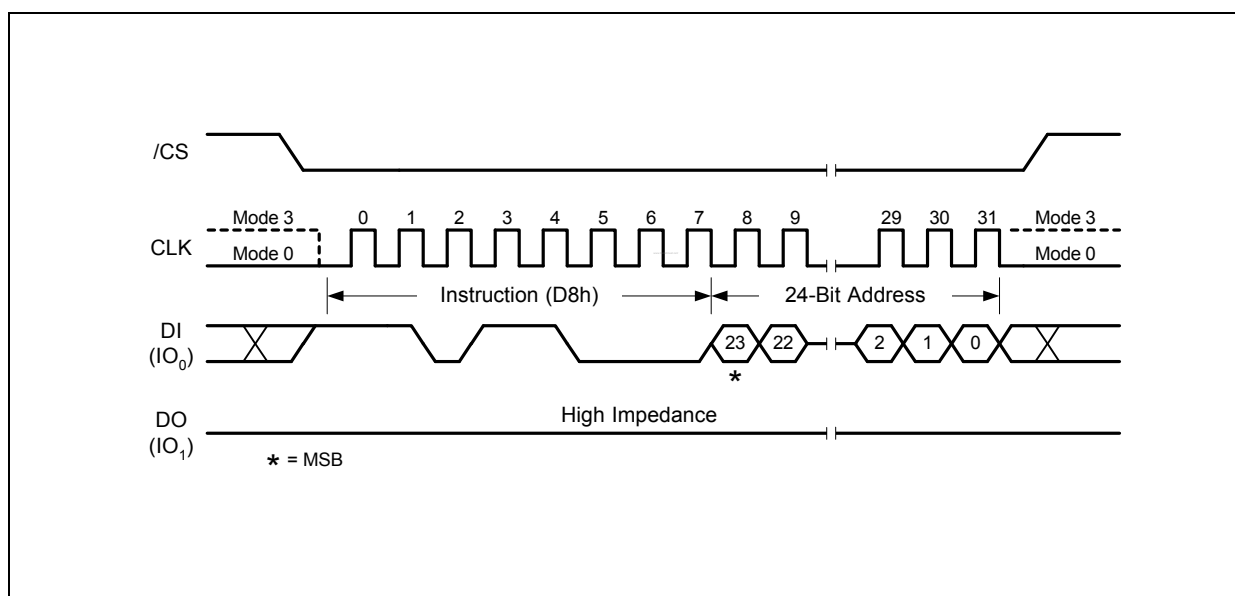 /CS
Mode 3 0 1 2 3 4 5 6 7 8 9 29 30 31 Mode 3
CLK
Mode 0 Mode 0
Instruction (D8h) 24-Bit Address
DI
(IO0)
23 22 2 1 0
*
High Impedance
DO
(IO1)
* = MSB